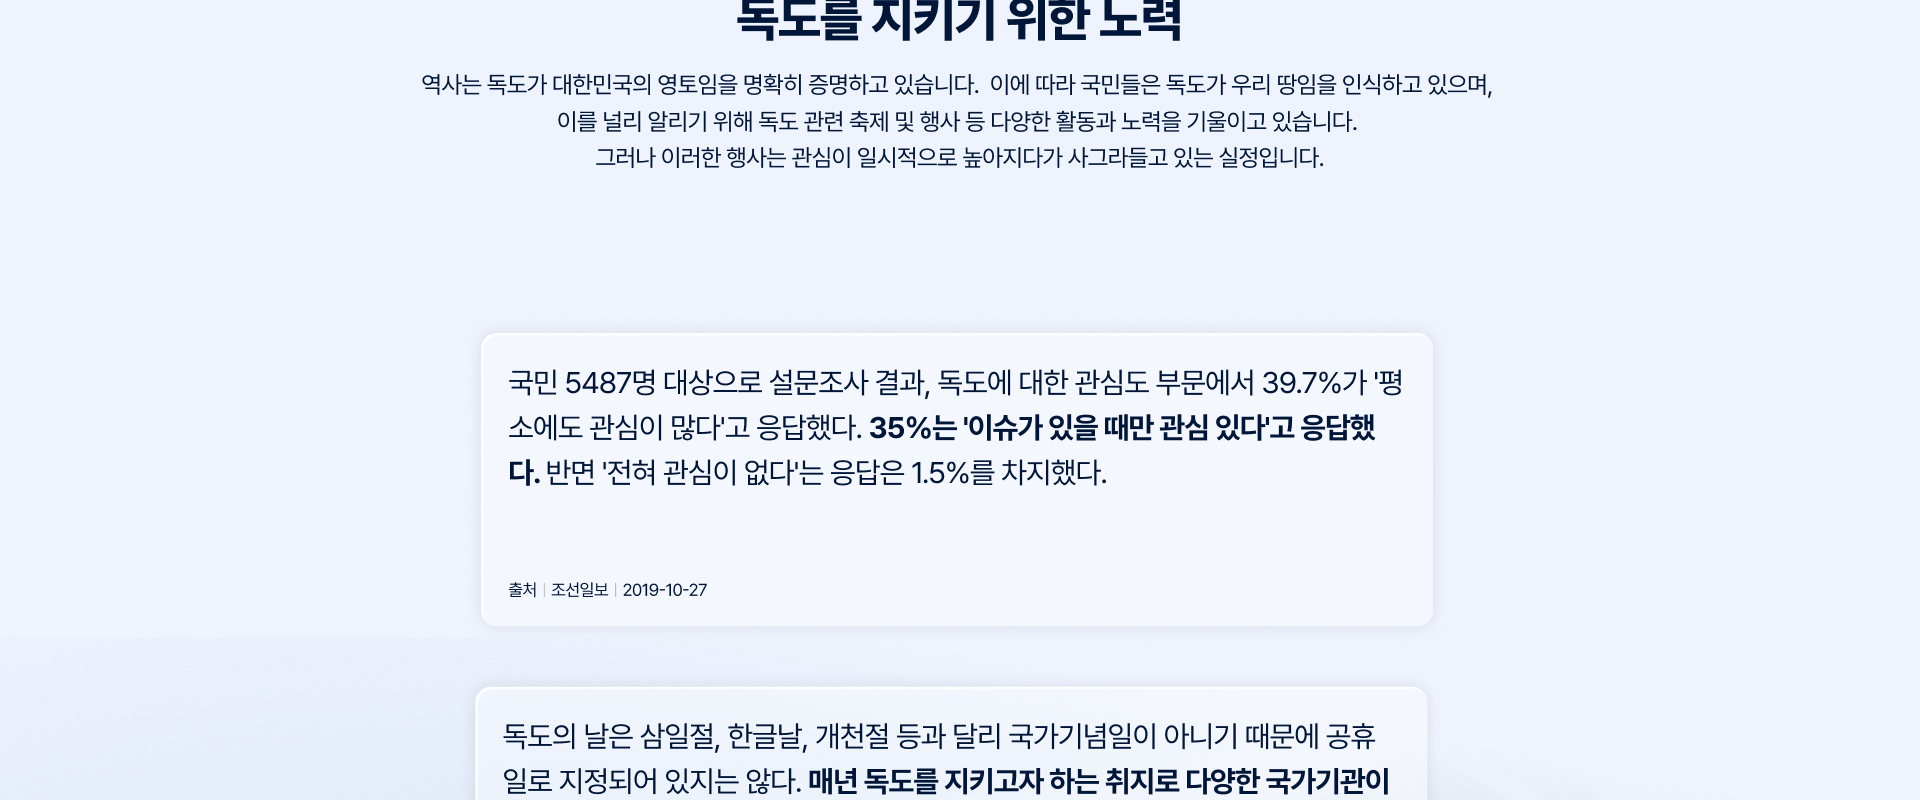 독도를 지키기 위한 노력
역사는 독도가 대한민국의 영토임을 명확히 증명하고 있습니다. 이에 따라 국민들은 독도가 우리 땅임을 인식하고 있으며,
이를 널리 알리기 위해 독도 관련 축제 및 행사 등 다양한 활동과 노력을 기울이고 있습니다.
그러나 이러한 행사는 관심이 일시적으로 높아지다가 사그라들고 있는 실정입니다.
국민 5487명 대상으로 설문조사 결과, 독도에 대한 관심도 부문에서 39.7%가 '평
소에도 관심이 많다'고 응답했다. 35%는 '이슈가 있을 때만 관심 있다'고 응답했
다. 반면 '전혀 관심이 없다'는 응답은 1.5%를 차지했다.
출처 | 조선일보 | 2019-10-27
독도의 날은 삼일절, 한글날, 개천절 등과 달리 국가기념일이 아니기 때문에 공휴
일로 지정되어 있지는 않다. 매년 독도를 지키고자 하는 취지로 다양한 국가기관이